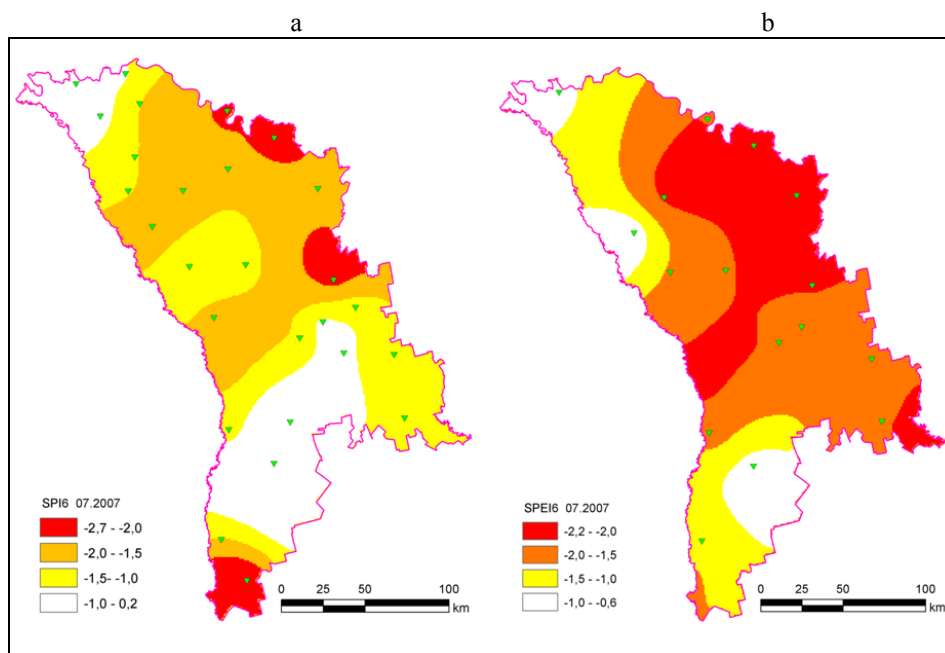 a
b
SPI6 07.2007
-2,7 - -2,0
-2,0 - -1,5
-1,5- -1,0
-1,0 - 0,2
0 25 50 100
km
SPEI6 07.2007
-2,2 - -2,0
-2,0 - -1,5
-1,5 - -1,0
-1,0 - -0,6
0 25 50 100
km